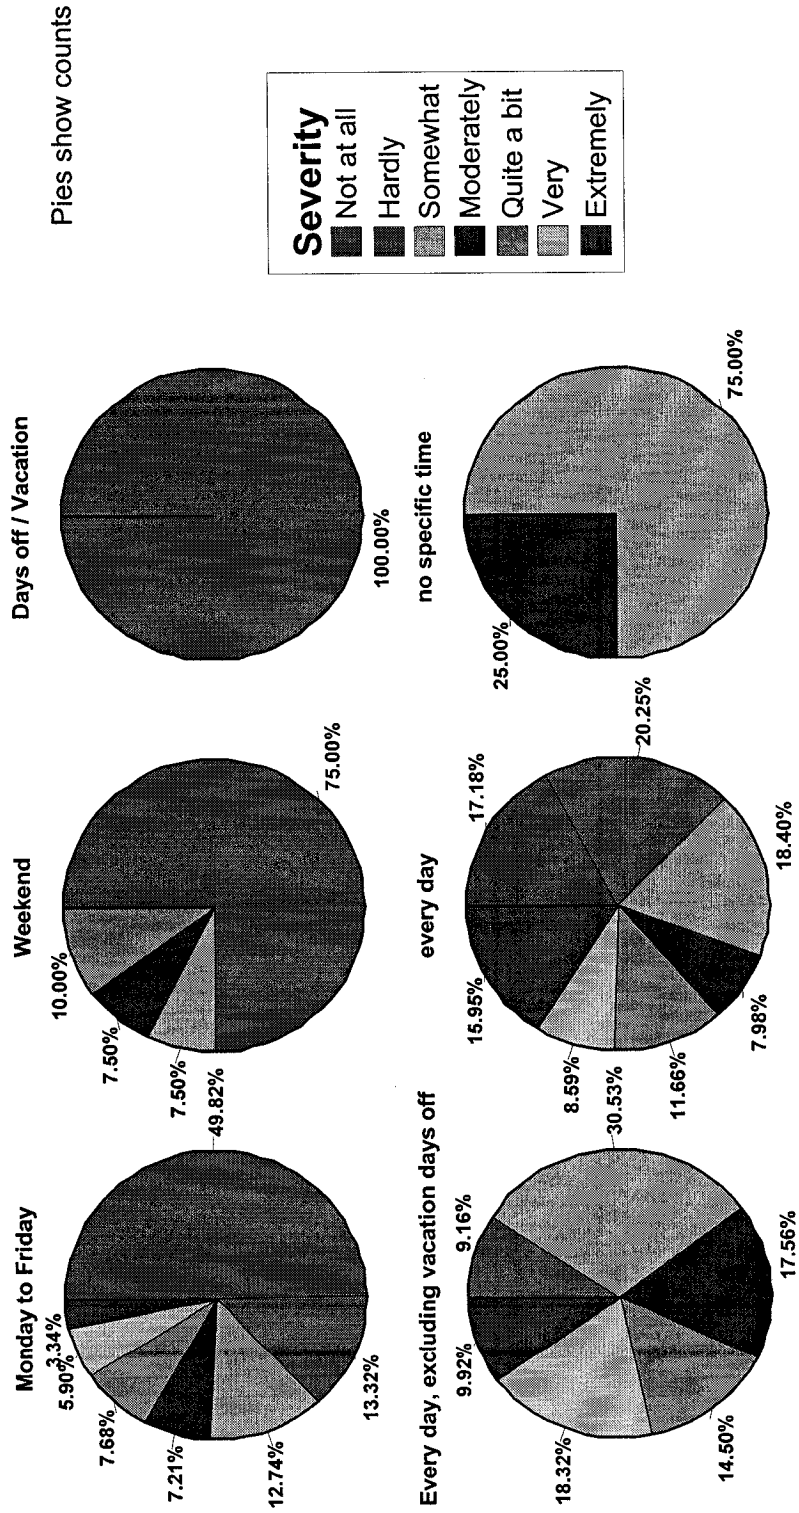 Monday to Friday
49.82%
13.32%
12.74%
7.21%
7.68%
5.90%
3.34%
Weekend
75.00%
7.50%
7.50%
10.00%
Days off / Vacation
100.00%
Pies show counts
Every day, excluding vacation days off
9.16%
30.53%
17.56%
14.50%
18.32%
9.92%
every day
17.18%
20.25%
18.40%
7.98%
11.66%
8.59%
15.95%
no specific time
75.00%
25.00%
Severity
Not at all
Hardly
Somewhat
Moderately
Quite a bit
Very
Extremely